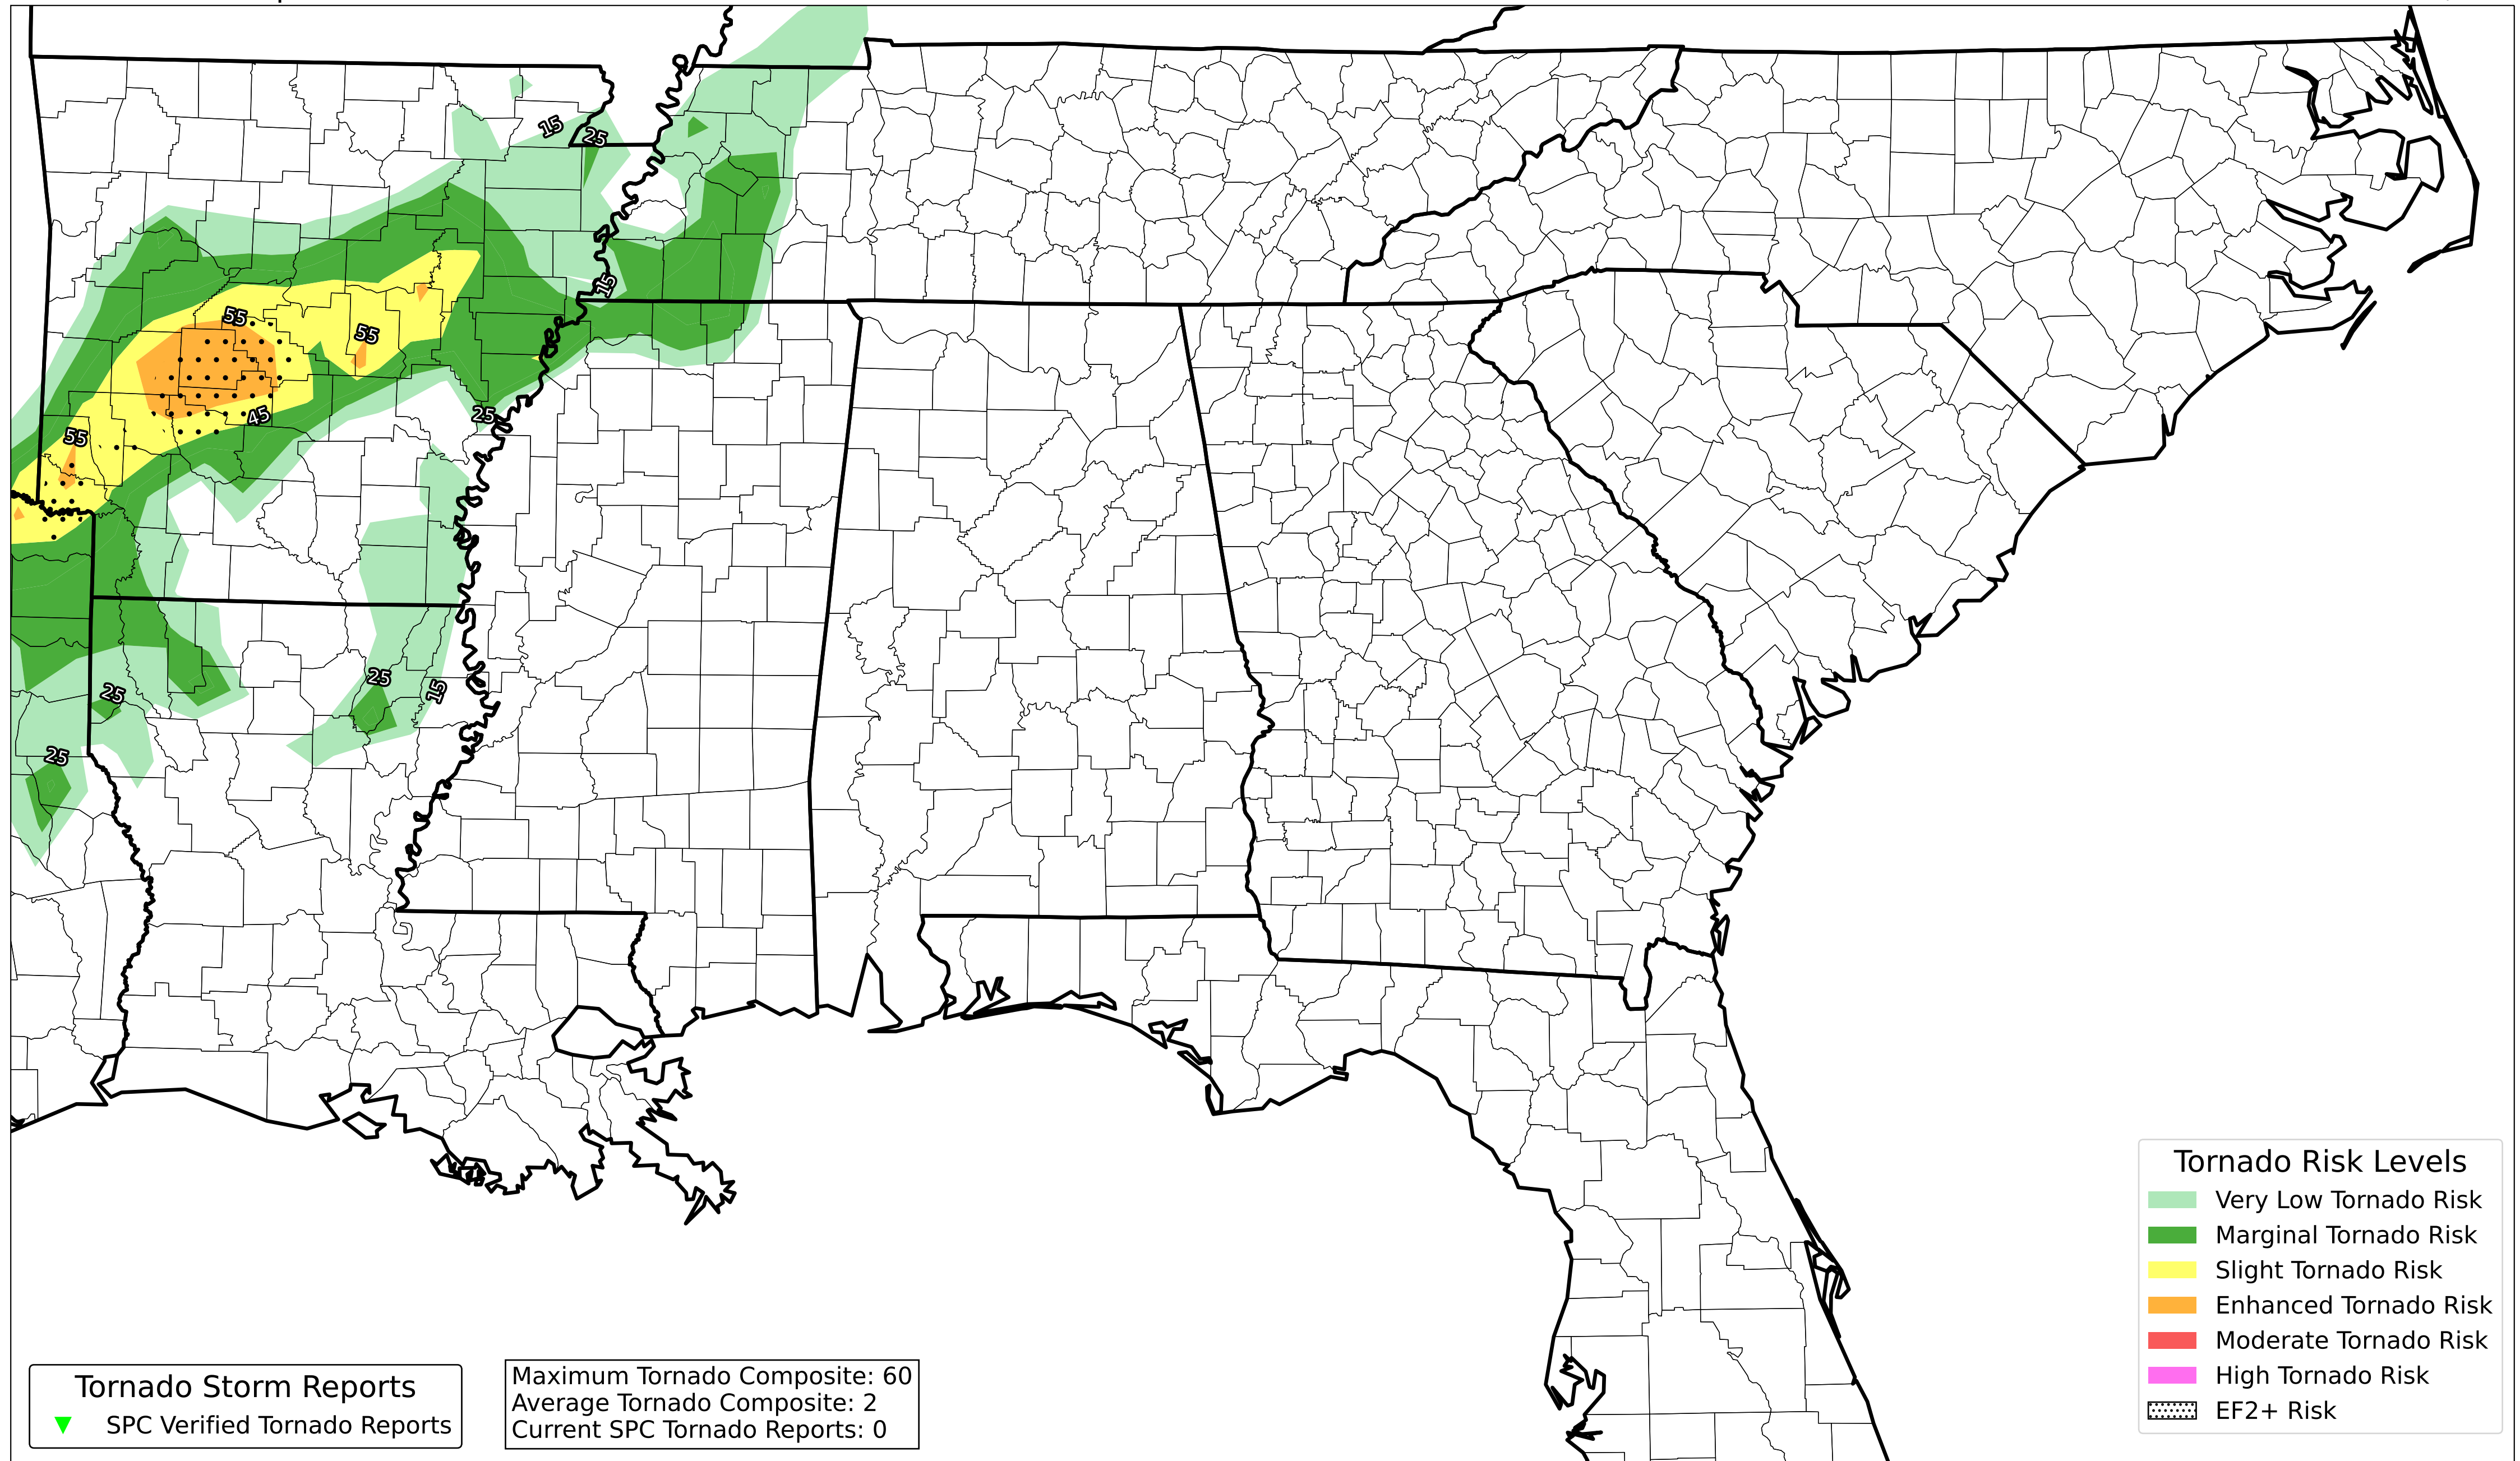 15
25
15
55
55
45
25
55
25
15
25
25
Tornado Risk Levels
Very Low Tornado Risk
Marginal Tornado Risk
Slight Tornado Risk
Enhanced Tornado Risk
Moderate Tornado Risk
High Tornado Risk
EF2+ Risk
Tornado Storm Reports
SPC Verified Tornado Reports
Maximum Tornado Composite: 60
Average Tornado Composite: 2
Current SPC Tornado Reports: 0